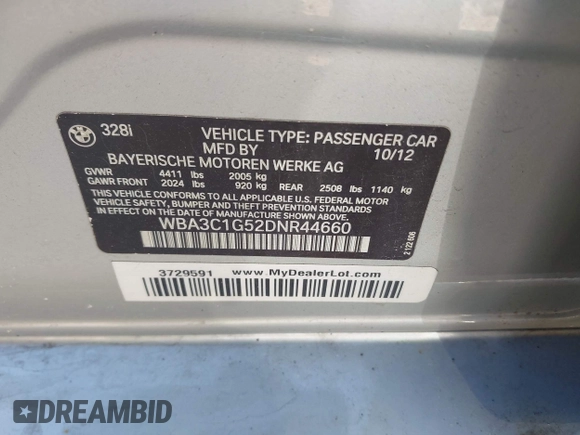 328i
VEHICLE TYPE: PASSENGER CAR
MFD BY 10/12
BAYERISCHE MOTOREN WERKE AG
GVWR 4411 lbs 2005 kg
GAWR FRONT 2024 lbs 920 kg REAR 2508 lbs 1140 kg
THIS VEHICLE CONFORMS TO ALL APPLICABLE FEDERAL MOTOR
VEHICLE SAFETY, BUMPER, AND THEFT PREVENTION STANDARDS
IN EFFECT ON THE DATE OF MANUFACTURE SHOWN ABOVE.
WBA3C1G52DNR44660
2 122 606
3729591 www.MyDealerLot.com
DREAMBID